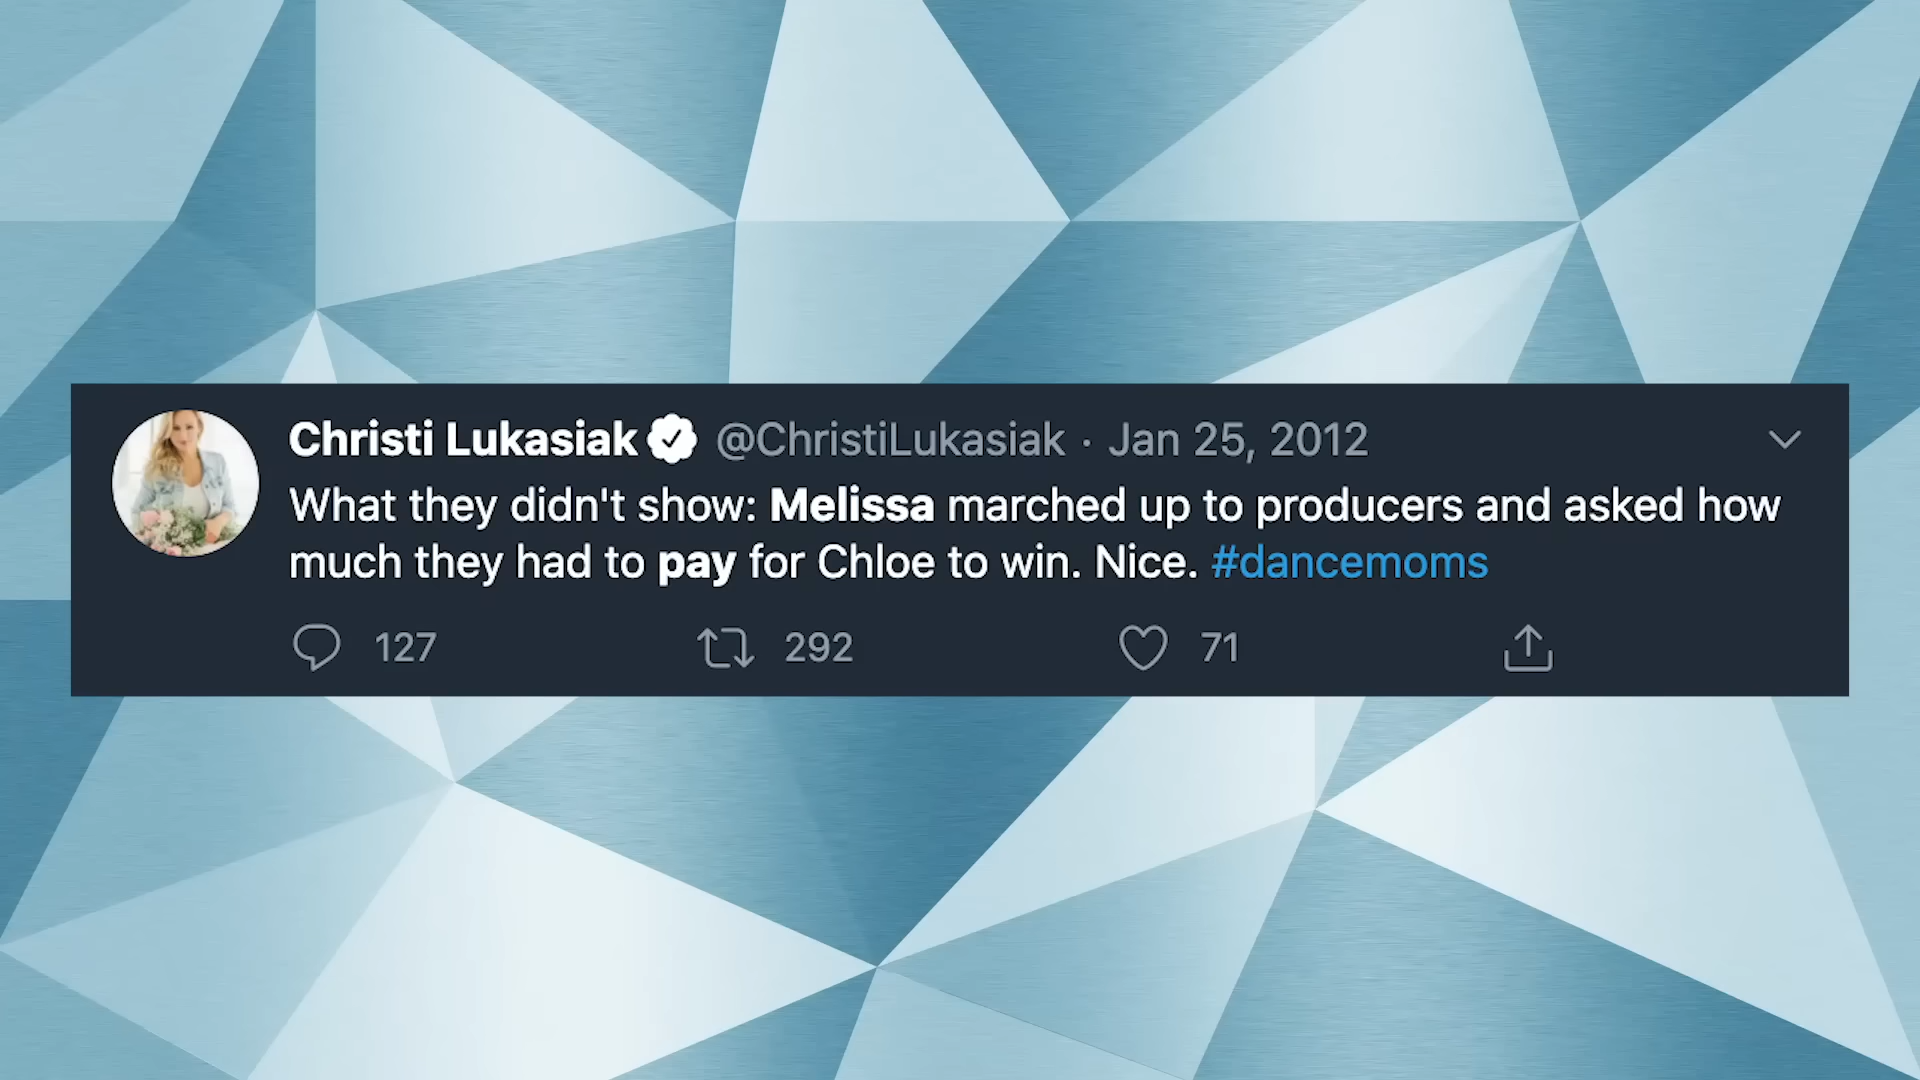 Christi Lukasiak @ChristiLukasiak · Jan 25, 2012
What they didn't show: Melissa marched up to producers and asked how
much they had to pay for Chloe to win. Nice. #dancemoms
127 292 71